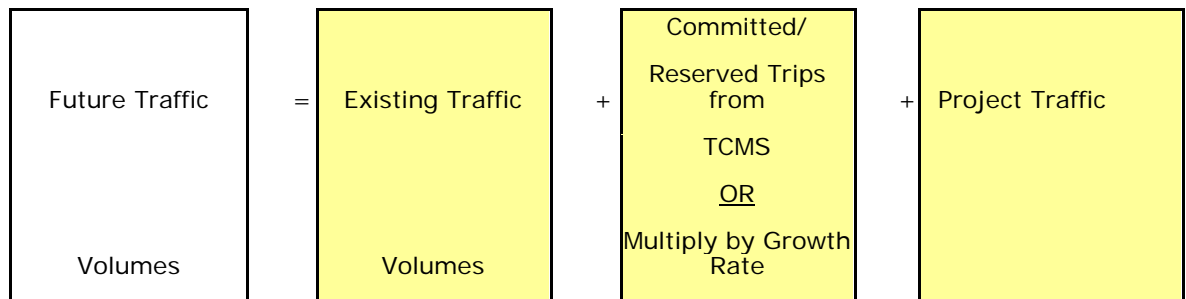 Committed/
Reserved Trips
Future Traffic = Existing Traffic + from + Project Traffic
TCMS
OR
Multiply by Growth
Volumes Volumes Rate